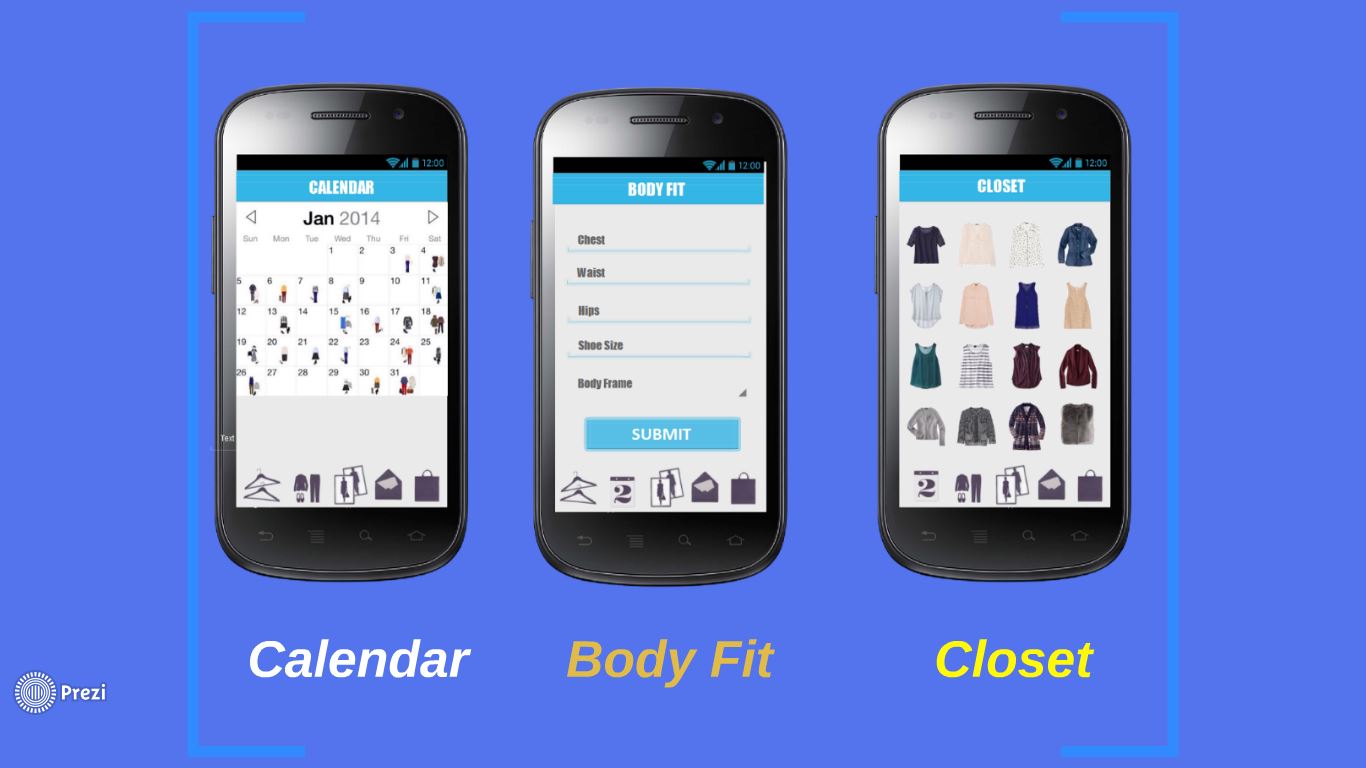 12:00
CALENDAR
Jan 2014
Sun Mon Tue Wed Thu Fri Sat
1 2 3 4
5 6 7 8 9 10 11
12 13 14 15 16 17 18
19 20 21 22 23 24 25
26 27 28 29 30 31
Text
12:00
BODY FIT
Chest
Waist
Hips
Shoe Size
Body Frame
SUBMIT
2
12:00
CLOSET
2
Calendar
Body Fit
Closet
Prezi